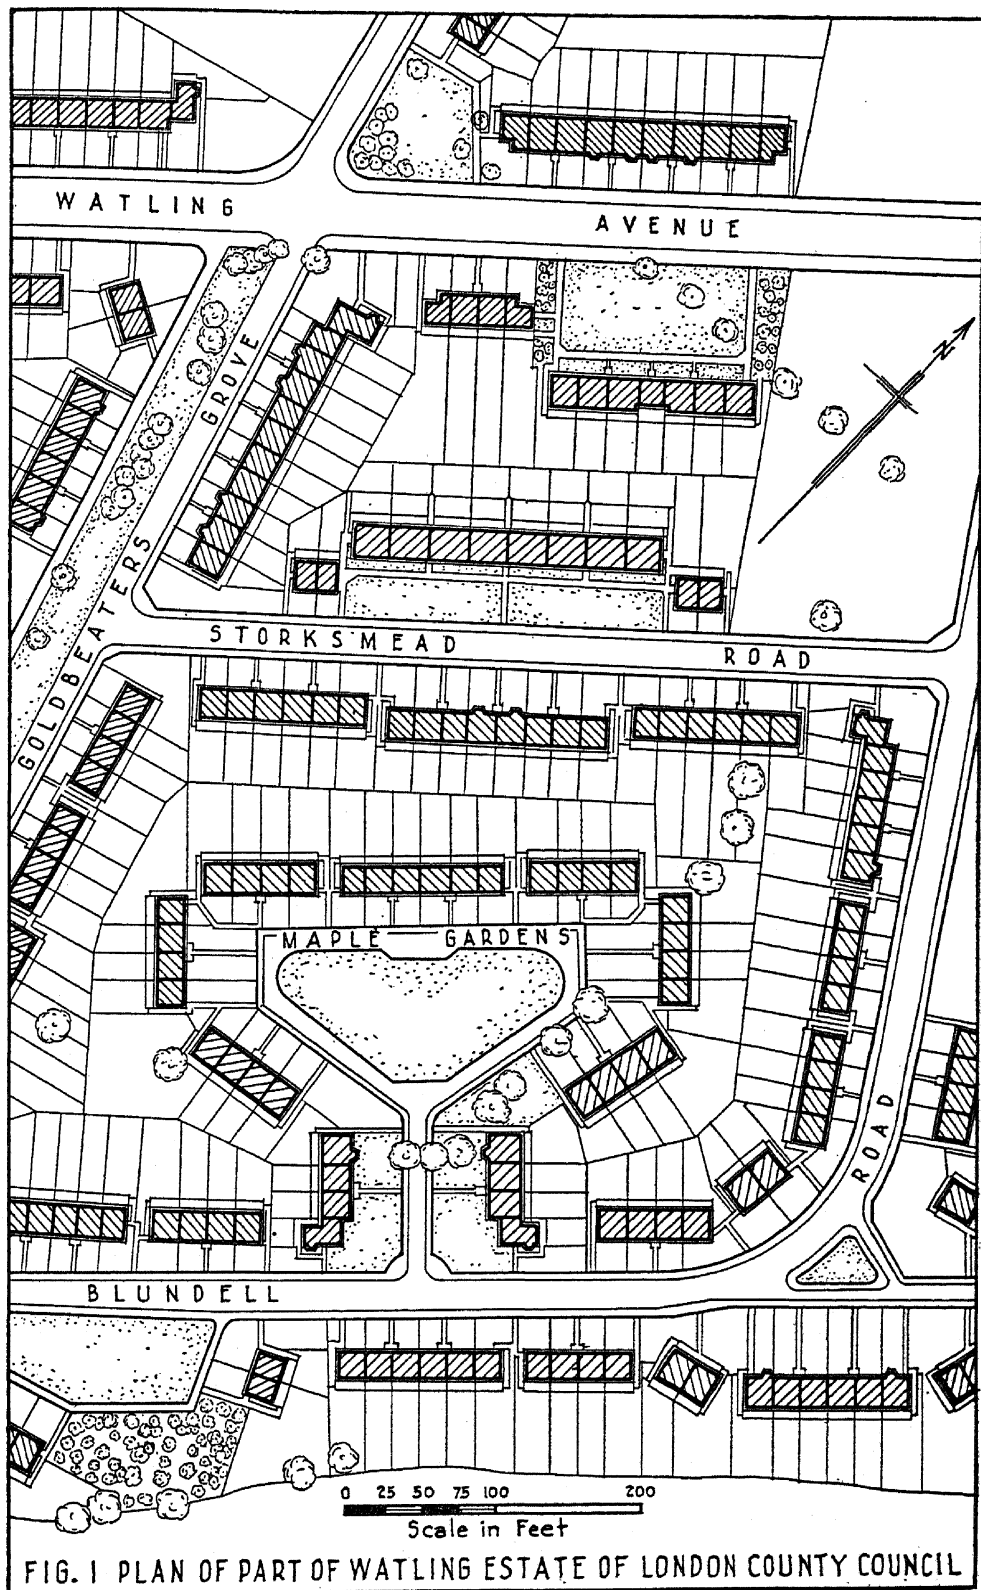 WATLING
AVENUE
GOLDBEATERS GROVE
N
STORKSMEAD ROAD
MAPLE GARDENS
ROAD
BLUNDELL
0 25 50 75 100 200
Scale in Feet
FIG. 1 PLAN OF PART OF WATLING ESTATE OF LONDON COUNTY COUNCIL